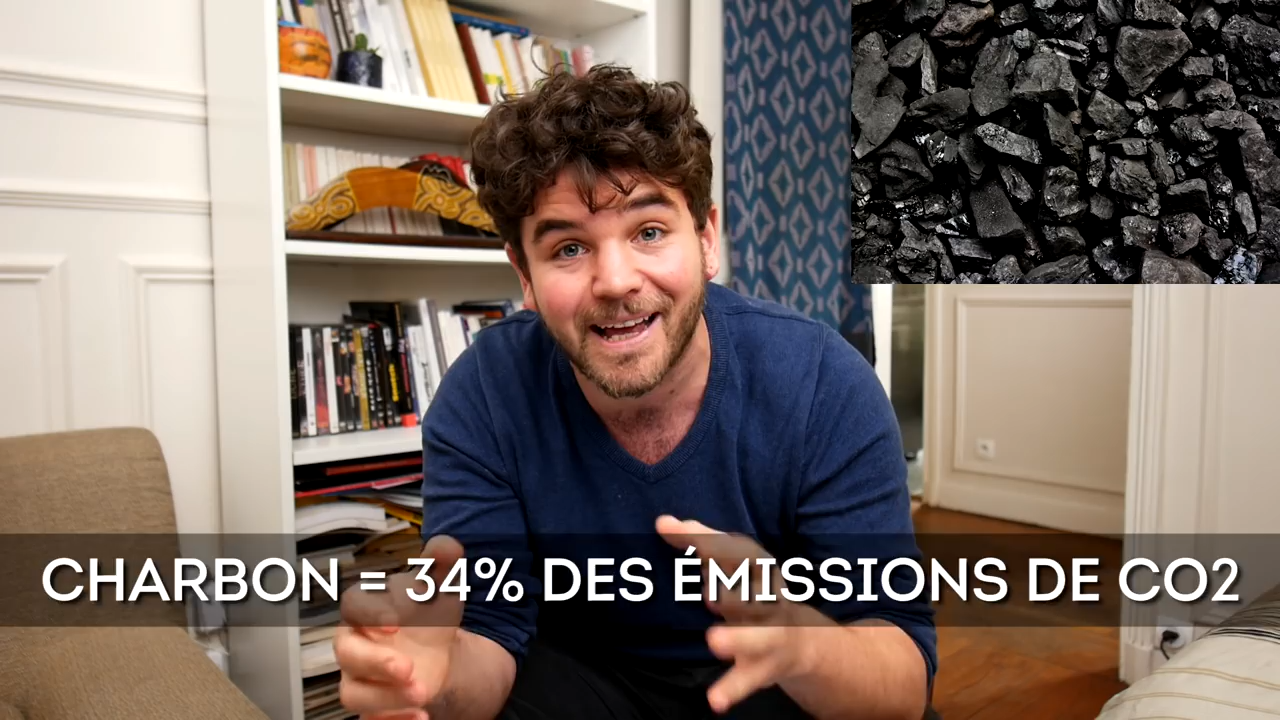 CHARBON = 34% DES ÉMISSIONS DE CO2